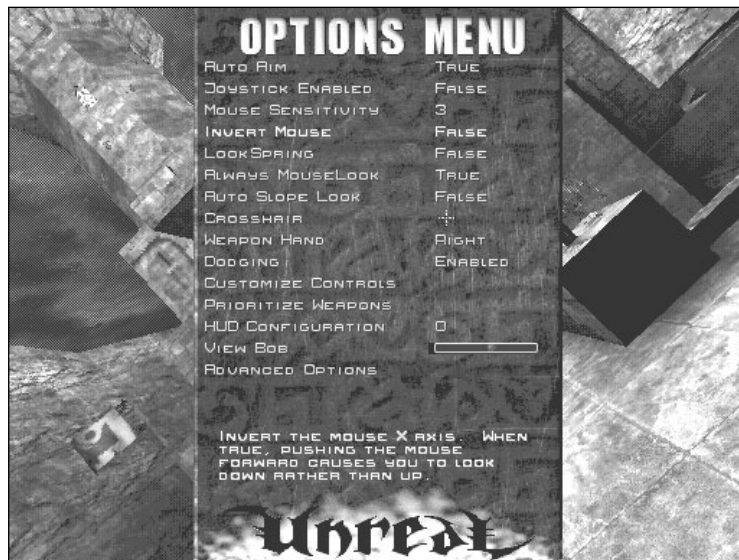 OPTIONS MENU
Auto Aim True
Joystick Enabled False
Mouse Sensitivity 3
Invert Mouse False
LookSpring False
Always MouseLook True
Auto Slope Look False
Crosshair
Weapon Hand Right
Dodging Enabled
Customize Controls
Prioritize Weapons
HUD Configuration 0
View Bob
Advanced Options
Invert the mouse X axis. When
true, pushing the mouse
forward causes you to look
down rather than up.
Unreal